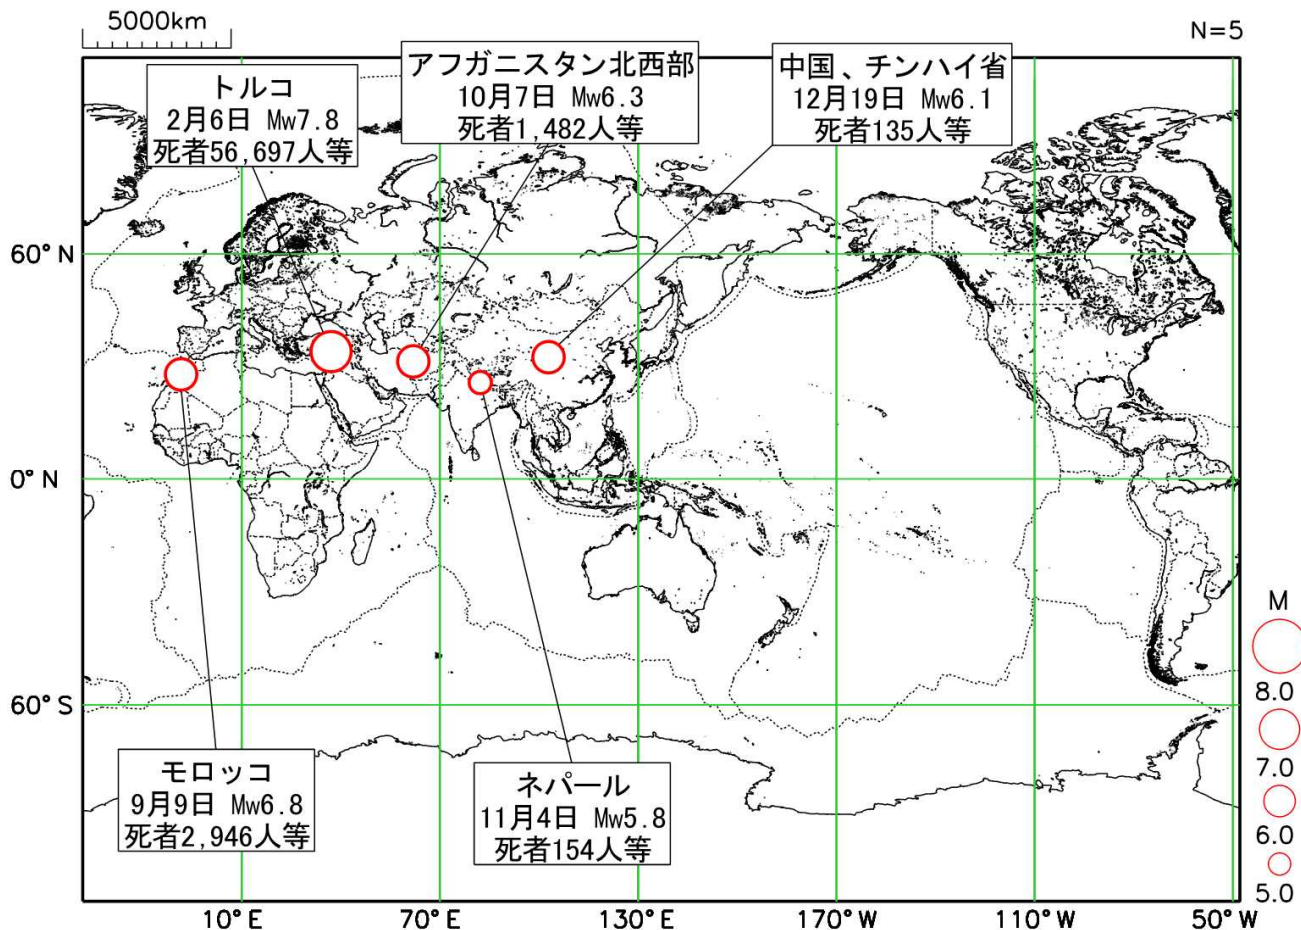 5000km
N=5
トルコ
2月6日 Mw7.8
死者56,697人等
アフガニスタン北西部
10月7日 Mw6.3
死者1,482人等
中国、チンハイ省
12月19日 Mw6.1
死者135人等
60°N
0°N
60°S
モロッコ
9月9日 Mw6.8
死者2,946人等
ネパール
11月4日 Mw5.8
死者154人等
M
8.0
7.0
6.0
5.0
10°E
70°E
130°E
170°W
110°W
50°W